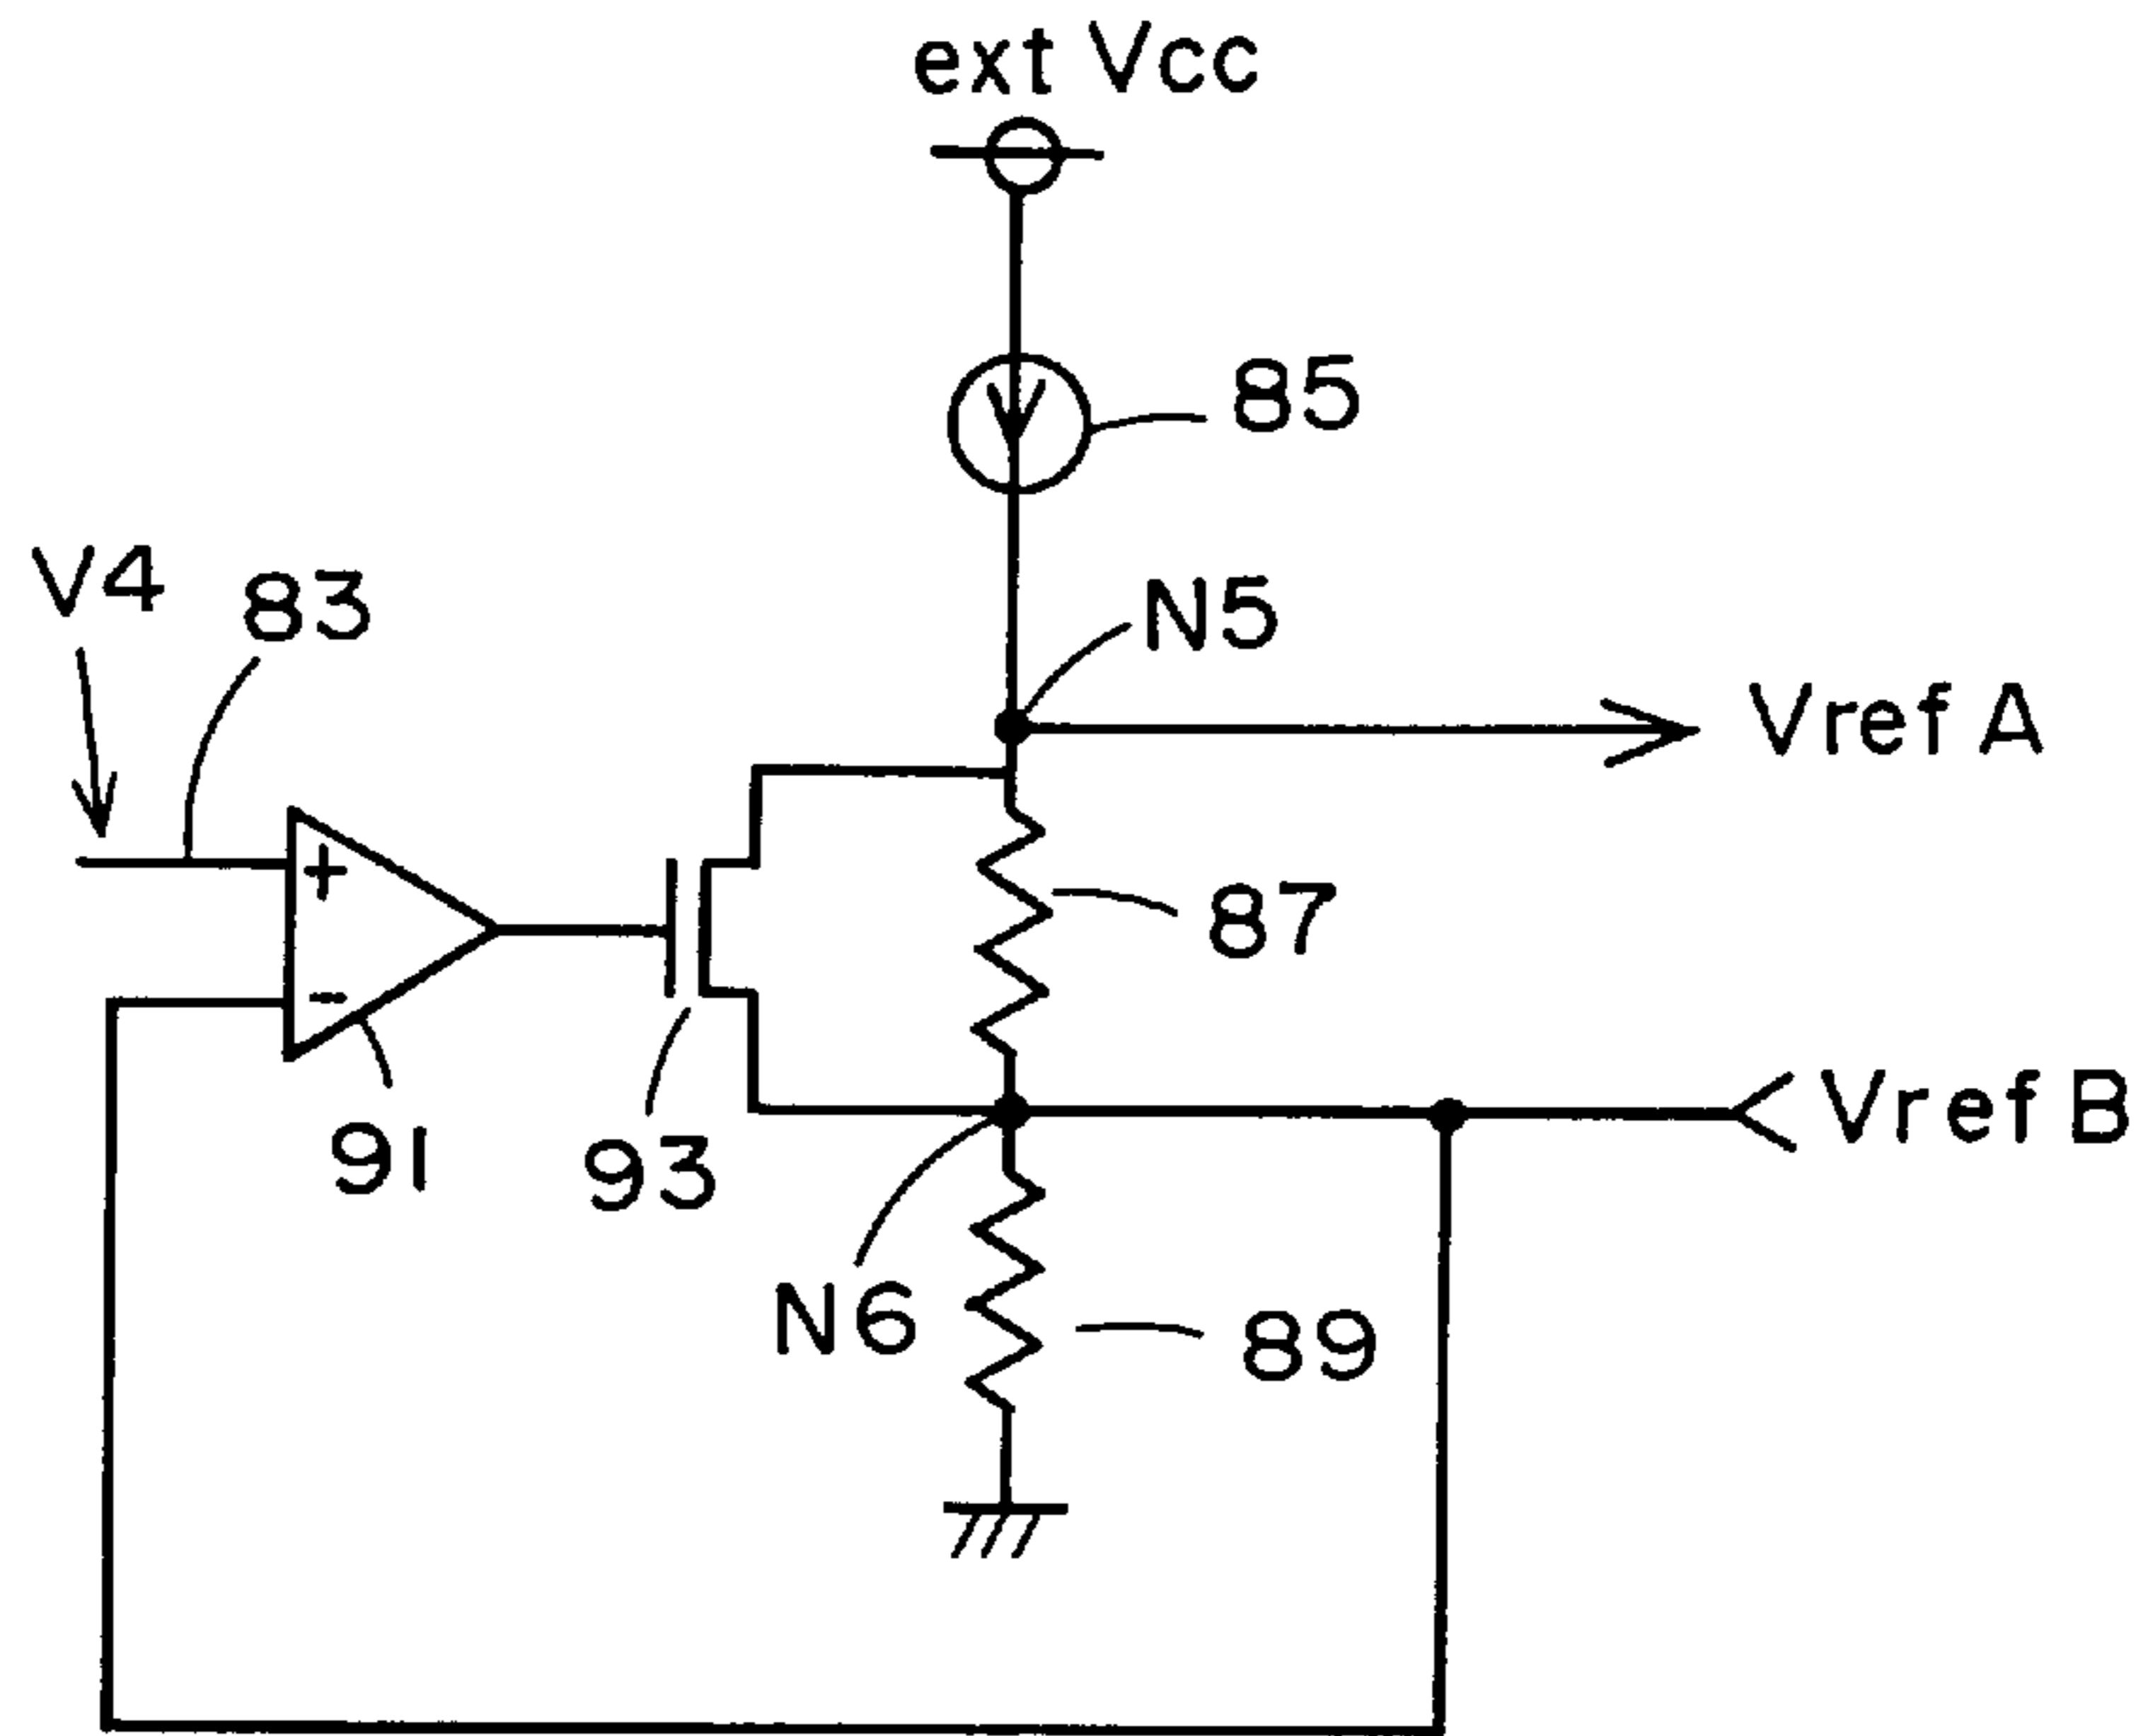 ext Vcc
85
V4
83
N5
Vref A
+
87
-
Vref B
91
93
N6
89